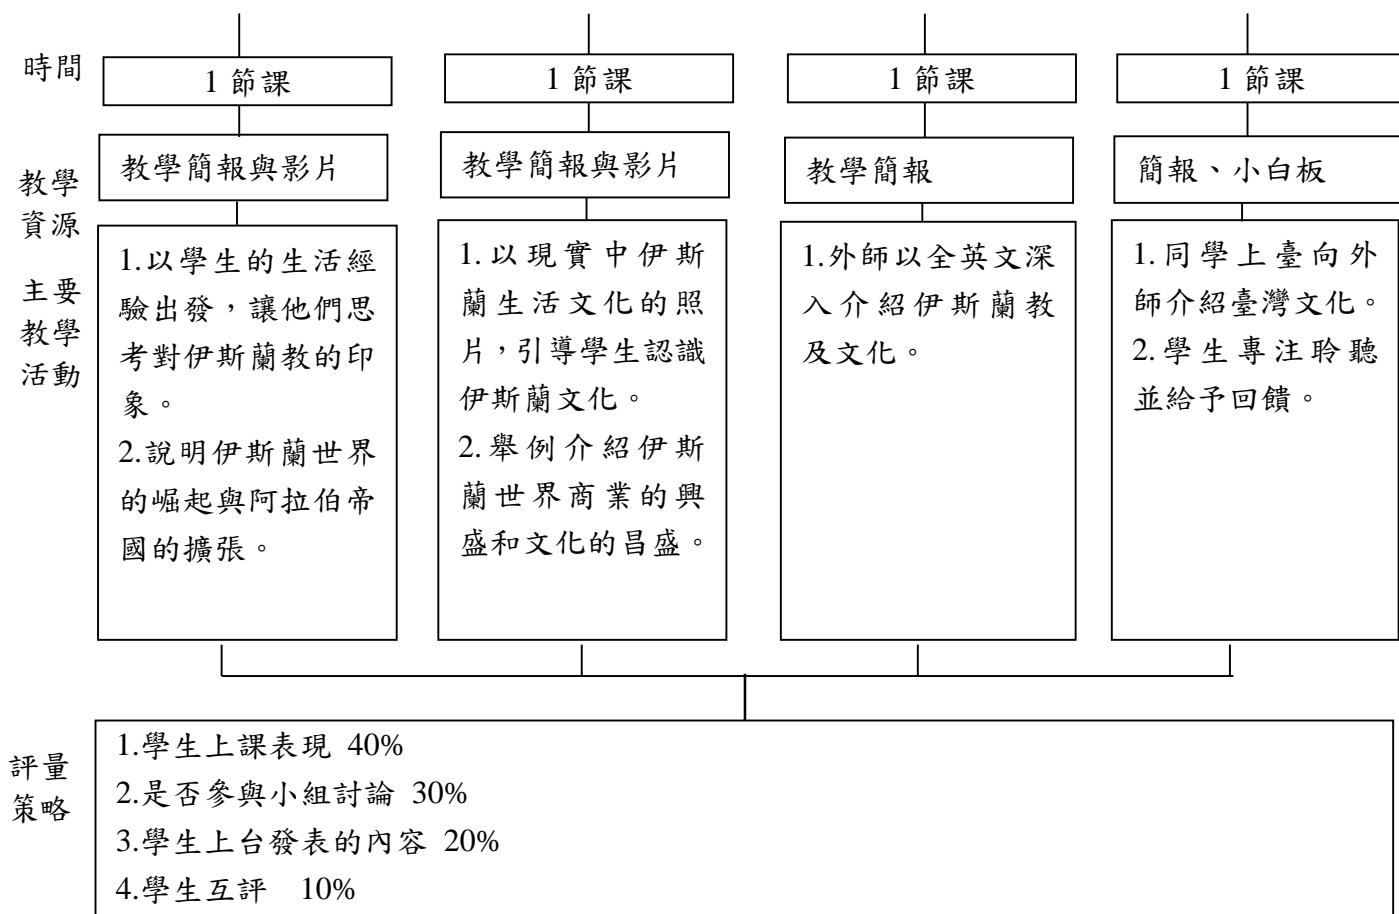 時間
1 節課
1 節課
1 節課
1 節課
教學
資源
教學簡報與影片
教學簡報與影片
教學簡報
簡報、小白板
主要
教學
活動
1.以學生的生活經
驗出發，讓他們思
考對伊斯蘭教的印
象。
2.說明伊斯蘭世界
的崛起與阿拉伯帝
國的擴張。
1.以現實中伊斯
蘭生活文化的照
片，引導學生認識
伊斯蘭文化。
2.舉例介紹伊斯
蘭世界商業的興
盛和文化的昌盛。
1.外師以全英文深
入介紹伊斯蘭教
及文化。
1.同學上臺向外
師介紹臺灣文化。
2.學生專注聆聽
並給予回饋。
評量
策略
1.學生上課表現 40%
2.是否參與小組討論 30%
3.學生上台發表的內容 20%
4.學生互評 10%